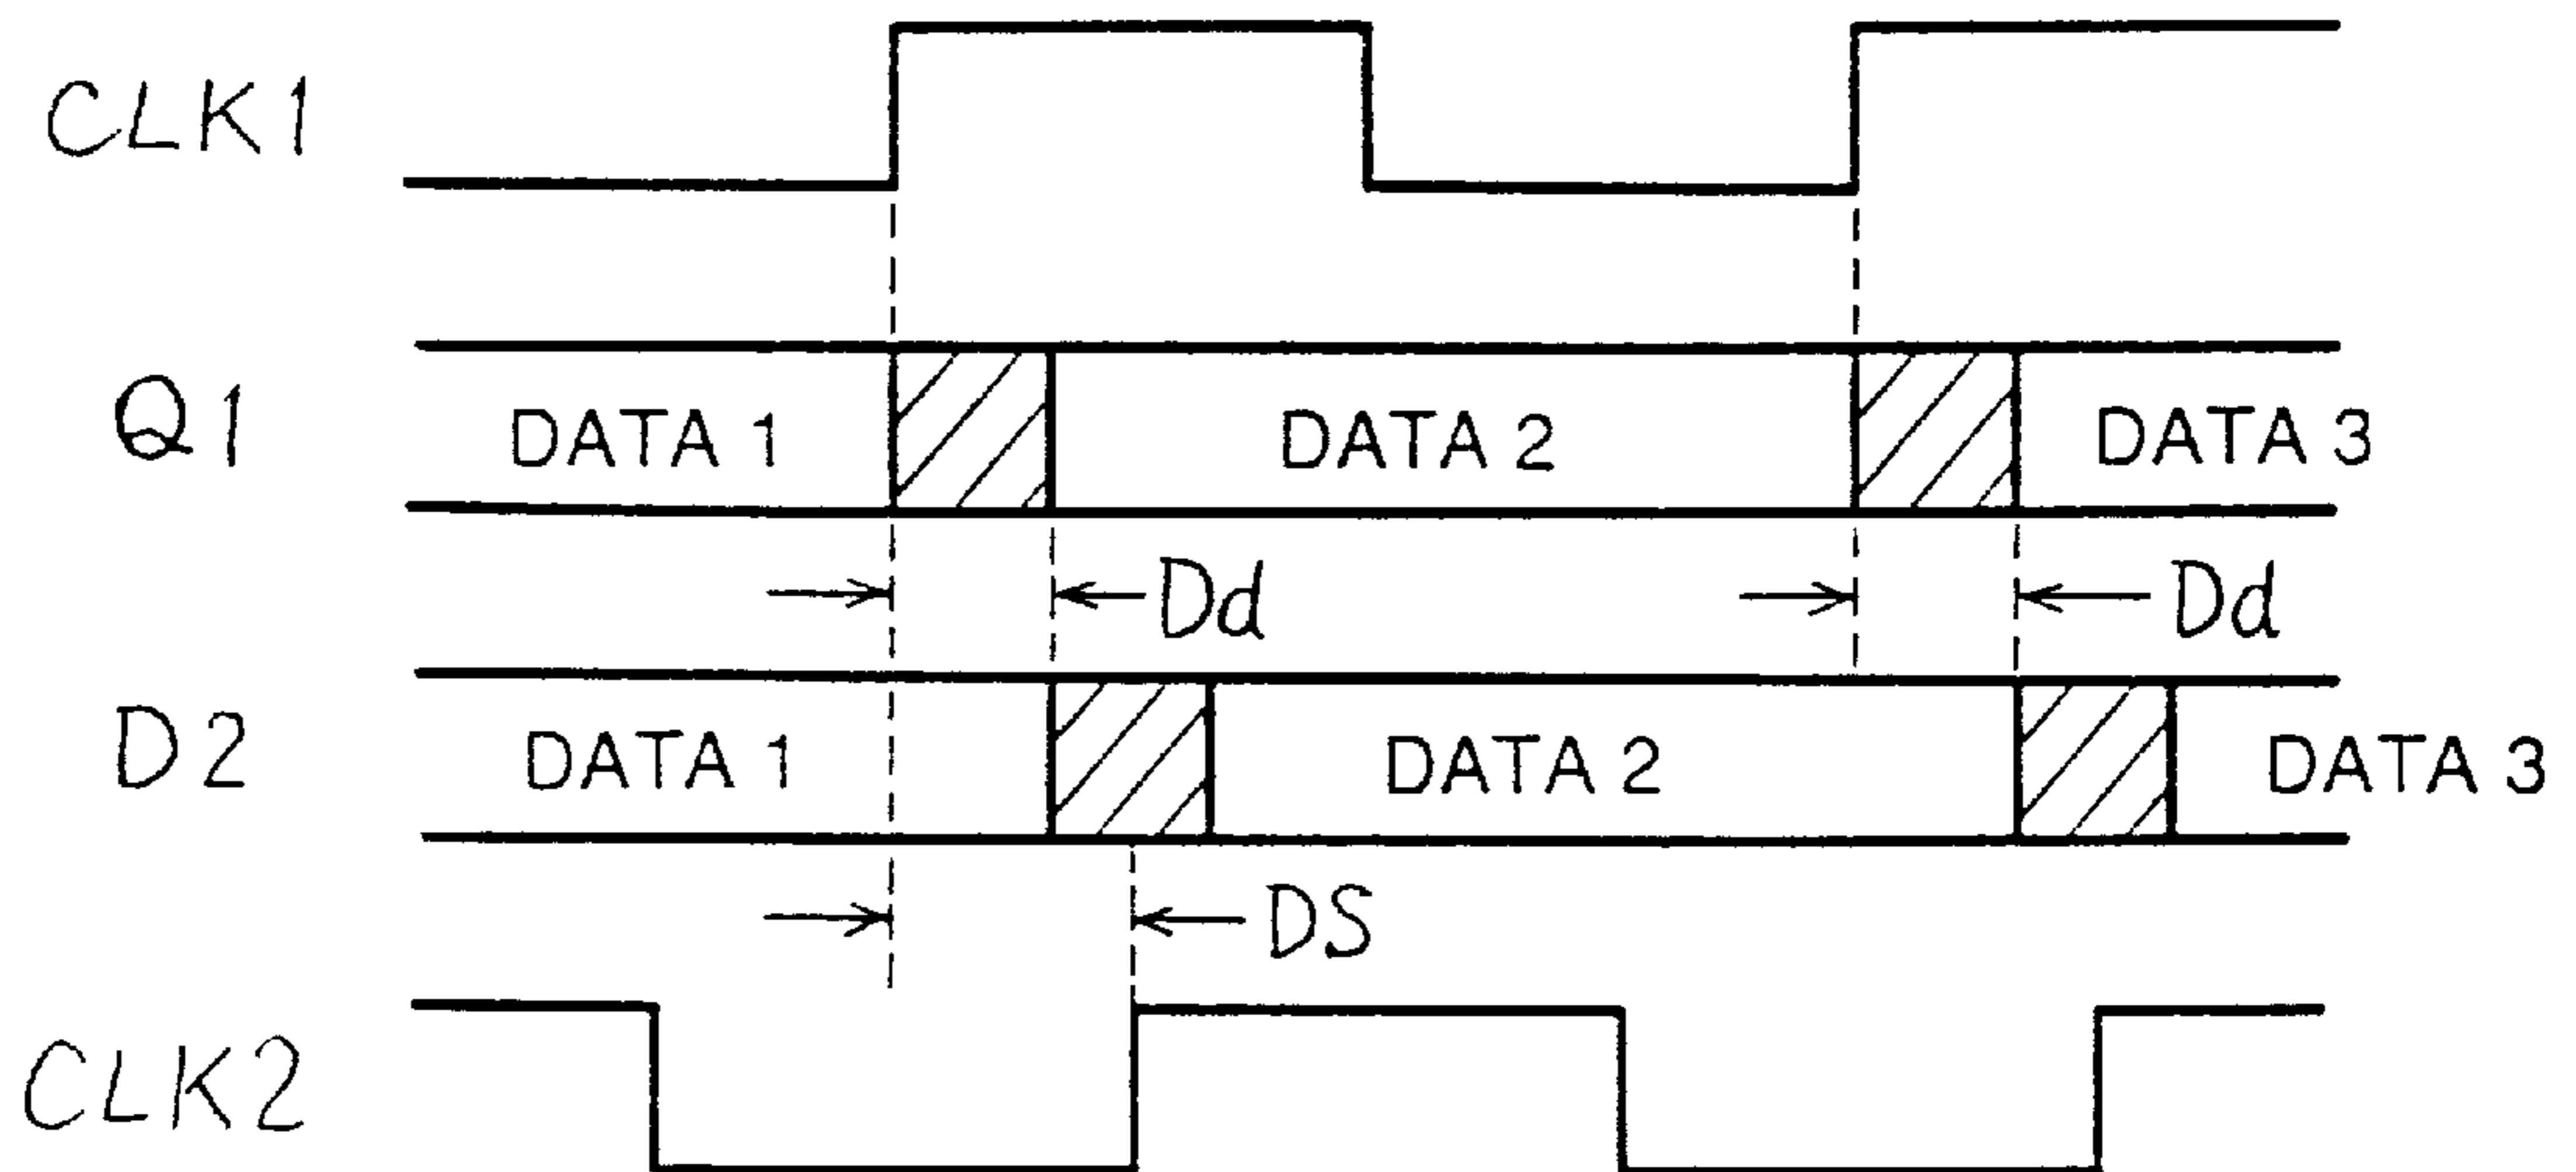 CLK1
Q1 DATA 1 DATA 2 DATA 3
Dd Dd
D2 DATA 1 DATA 2 DATA 3
DS
CLK2